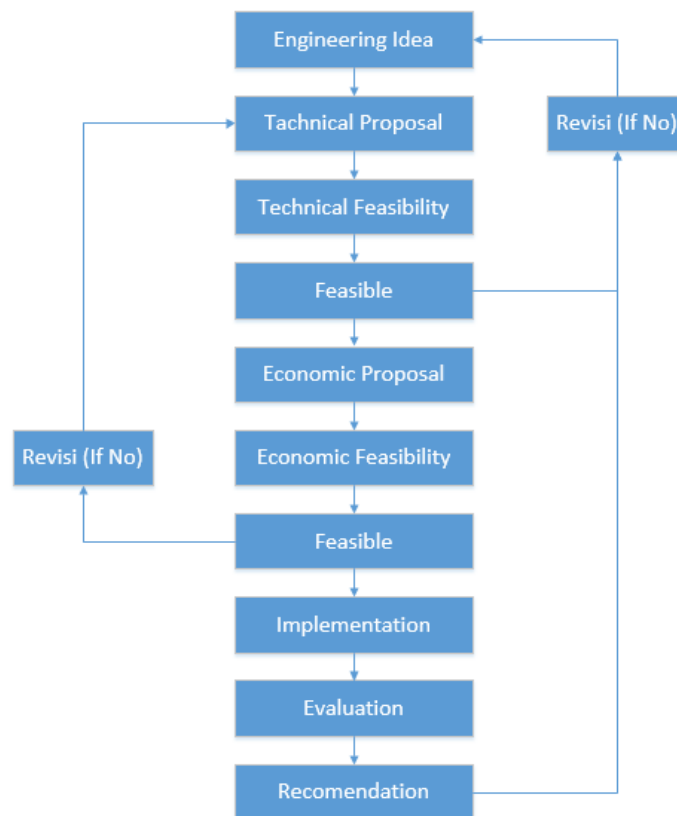 Engineering Idea
Tachnical Proposal
Revisi (If No)
Technical Feasibility
Feasible
Economic Proposal
Revisi (If No)
Economic Feasibility
Feasible
Implementation
Evaluation
Recomendation